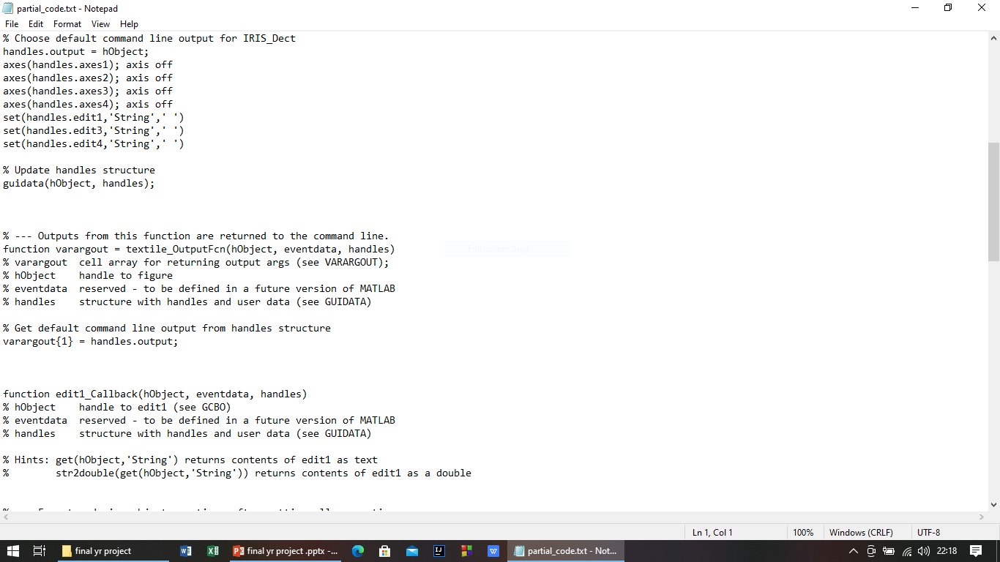 partial_code.txt - Notepad
File Edit Format View Help
% Choose default command line output for IRIS_Dect
handles.output = hObject;
axes(handles.axes1); axis off
axes(handles.axes2); axis off
axes(handles.axes3); axis off
axes(handles.axes4); axis off
set(handles.edit1,'String',' ')
set(handles.edit3,'String',' ')
set(handles.edit4,'String',' ')
% Update handles structure
guidata(hObject, handles);
Full-screen Snip
% --- Outputs from this function are returned to the command line.
function varargout = textile_OutputFcn(hObject, eventdata, handles)
% varargout  cell array for returning output args (see VARARGOUT);
% hObject    handle to figure
% eventdata  reserved - to be defined in a future version of MATLAB
% handles    structure with handles and user data (see GUIDATA)
% Get default command line output from handles structure
varargout{1} = handles.output;
function edit1_Callback(hObject, eventdata, handles)
% hObject    handle to edit1 (see GCBO)
% eventdata  reserved - to be defined in a future version of MATLAB
% handles    structure with handles and user data (see GUIDATA)
% Hints: get(hObject,'String') returns contents of edit1 as text
%        str2double(get(hObject,'String')) returns contents of edit1 as a double
Ln 1, Col 1 100% Windows (CRLF) UTF-8
final yr project final yr project .pptx -... partial_code.txt - Not... 22:18